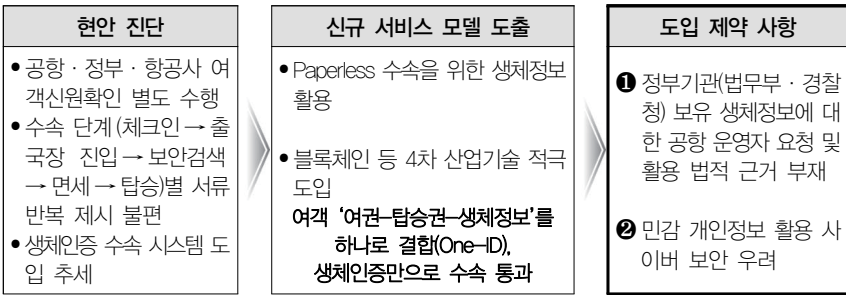 현안 진단
•공항·정부·항공사 여
객신원확인 별도 수행
•수속 단계(체크인→출
국장 진입→보안검색
→면세→탑승)별 서류
반복 제시 불편
•생체인증 수속 시스템 도
입 추세
신규 서비스 모델 도출
•Paperless 수속을 위한 생체정보
활용
•블록체인 등 4차 산업기술 적극
도입
여객 ‘여권-탑승권-생체정보’를
하나로 결합(One-ID),
생체인증만으로 수속 통과
도입 제약 사항
❶ 정부기관(법무부·경찰
청) 보유 생체정보에 대
한 공항 운영자 요청 및
활용 법적 근거 부재
❷ 민감 개인정보 활용 사
이버 보안 우려